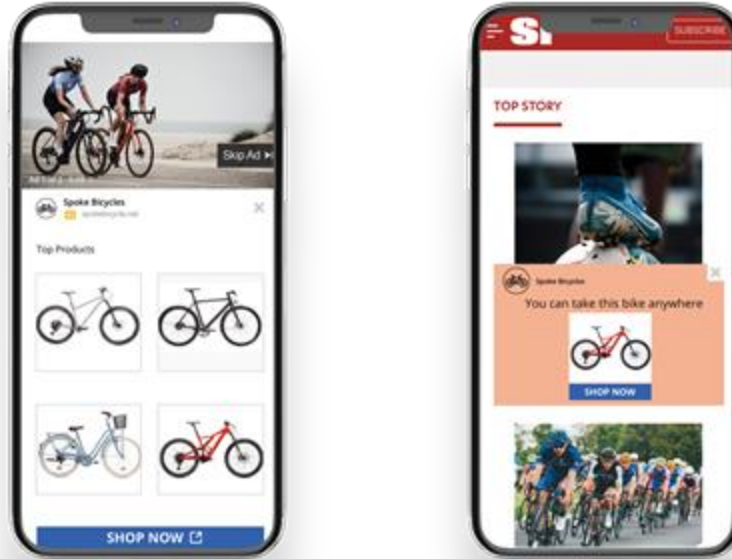 Skip Ad
Spoke Bicycles
Top Products
SHOP NOW
SI
SUBSCRIBE
TOP STORY
Spoke Bicycles
You can take this bike anywhere
SHOP NOW